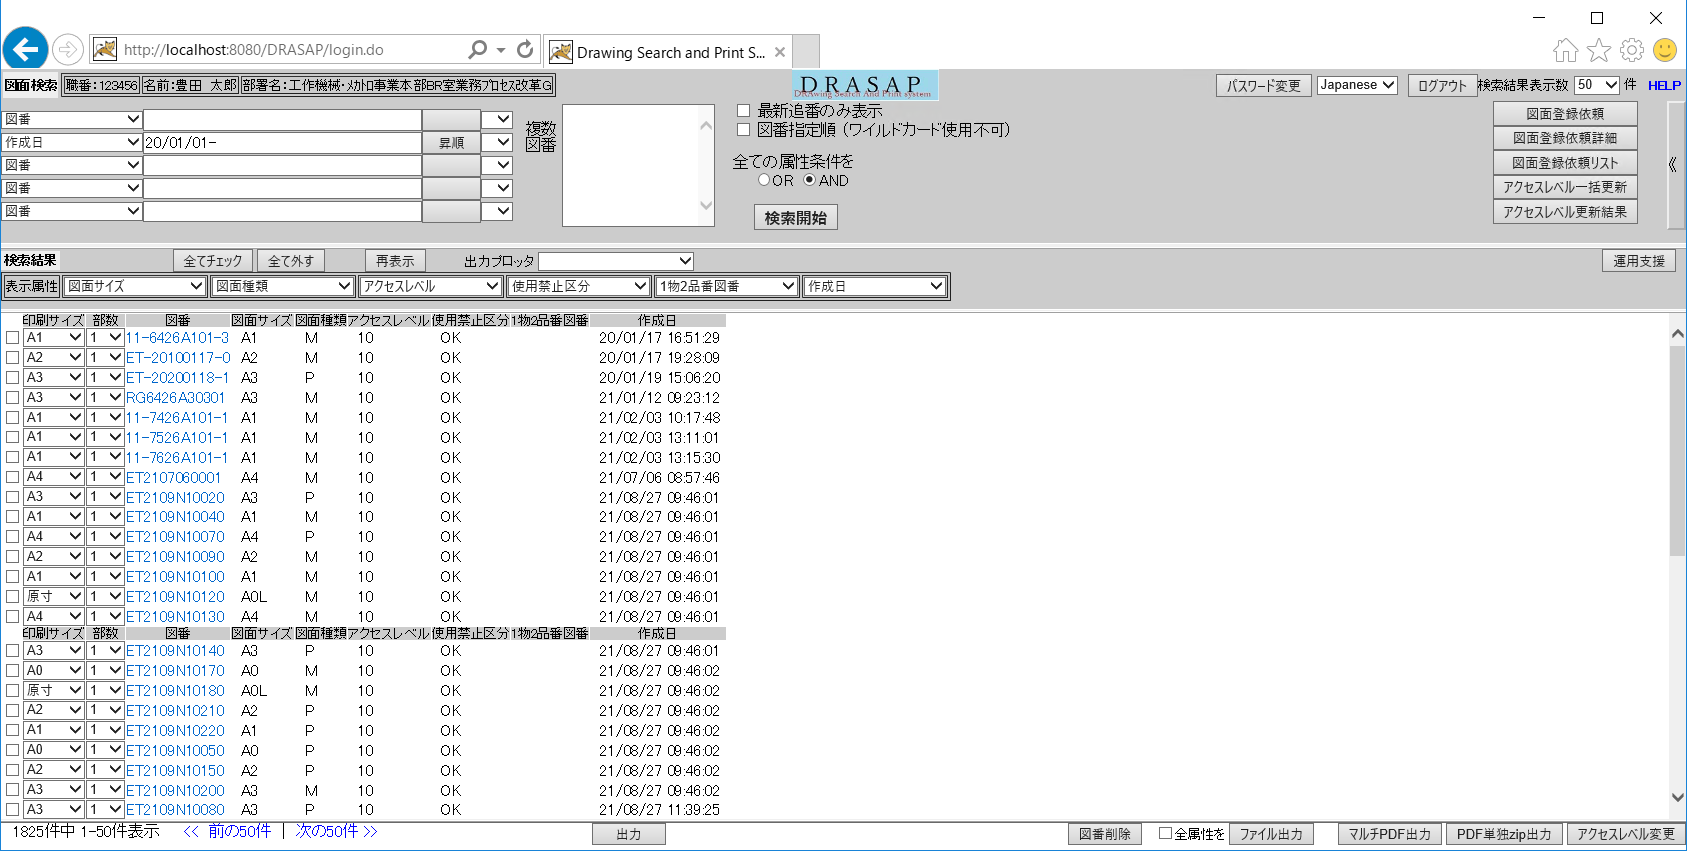 http://localhost:8080/DRASAP/login.do
Drawing Search and Print S...
図面検索 職番：123456 名前：豊田　太郎 部署名：工作機械・ﾒｶﾄﾛ事業本部BR室業務ﾌﾟﾛｾｽ改革G
DRASAP
DRAwing Search And Print system
パスワード変更 Japanese ログアウト 検索結果表示数 50 件 HELP
図番
作成日 20/01/01- 昇順
図番
図番
図番
複数
図番
最新追番のみ表示
図番指定順（ワイルドカード使用不可）
全ての属性条件を
OR AND
検索開始
図面登録依頼
図面登録依頼詳細
図面登録依頼リスト
アクセスレベル一括更新
アクセスレベル更新結果
《
検索結果 全てチェック 全て外す 再表示 出力プロッタ 運用支援
表示属性 図面サイズ 図面種類 アクセスレベル 使用禁止区分 1物2品番図番 作成日
印刷サイズ 部数 図番 図面サイズ 図面種類 アクセスレベル 使用禁止区分 1物2品番図番 作成日
A1 1 11-6426A101-3 A1 M 10 OK 20/01/17 16:51:29
A2 1 ET-20100117-0 A2 M 10 OK 20/01/17 19:28:09
A3 1 ET-20200118-1 A3 P 10 OK 20/01/19 15:06:20
A3 1 RG6426A30301 A3 M 10 OK 21/01/12 09:23:12
A1 1 11-7426A101-1 A1 M 10 OK 21/02/03 10:17:48
A1 1 11-7526A101-1 A1 M 10 OK 21/02/03 13:11:01
A1 1 11-7626A101-1 A1 M 10 OK 21/02/03 13:15:30
A4 1 ET2107060001 A4 M 10 OK 21/07/06 08:57:46
A3 1 ET2109N10020 A3 P 10 OK 21/08/27 09:46:01
A1 1 ET2109N10040 A1 M 10 OK 21/08/27 09:46:01
A4 1 ET2109N10070 A4 P 10 OK 21/08/27 09:46:01
A2 1 ET2109N10090 A2 M 10 OK 21/08/27 09:46:01
A1 1 ET2109N10100 A1 M 10 OK 21/08/27 09:46:01
原寸 1 ET2109N10120 A0L M 10 OK 21/08/27 09:46:01
A4 1 ET2109N10130 A4 M 10 OK 21/08/27 09:46:01
印刷サイズ 部数 図番 図面サイズ 図面種類 アクセスレベル 使用禁止区分 1物2品番図番 作成日
A3 1 ET2109N10140 A3 P 10 OK 21/08/27 09:46:01
A0 1 ET2109N10170 A0 M 10 OK 21/08/27 09:46:02
原寸 1 ET2109N10180 A0L M 10 OK 21/08/27 09:46:02
A2 1 ET2109N10210 A2 P 10 OK 21/08/27 09:46:02
A1 1 ET2109N10220 A1 P 10 OK 21/08/27 09:46:02
A0 1 ET2109N10050 A0 P 10 OK 21/08/27 09:46:02
A2 1 ET2109N10150 A2 P 10 OK 21/08/27 09:46:02
A3 1 ET2109N10200 A3 M 10 OK 21/08/27 09:46:02
A3 1 ET2109N10080 A3 P 10 OK 21/08/27 11:39:25
1825件中 1-50件表示 << 前の50件 | 次の50件 >> 出力 図番削除 全属性を ファイル出力 マルチPDF出力 PDF単独zip出力 アクセスレベル変更